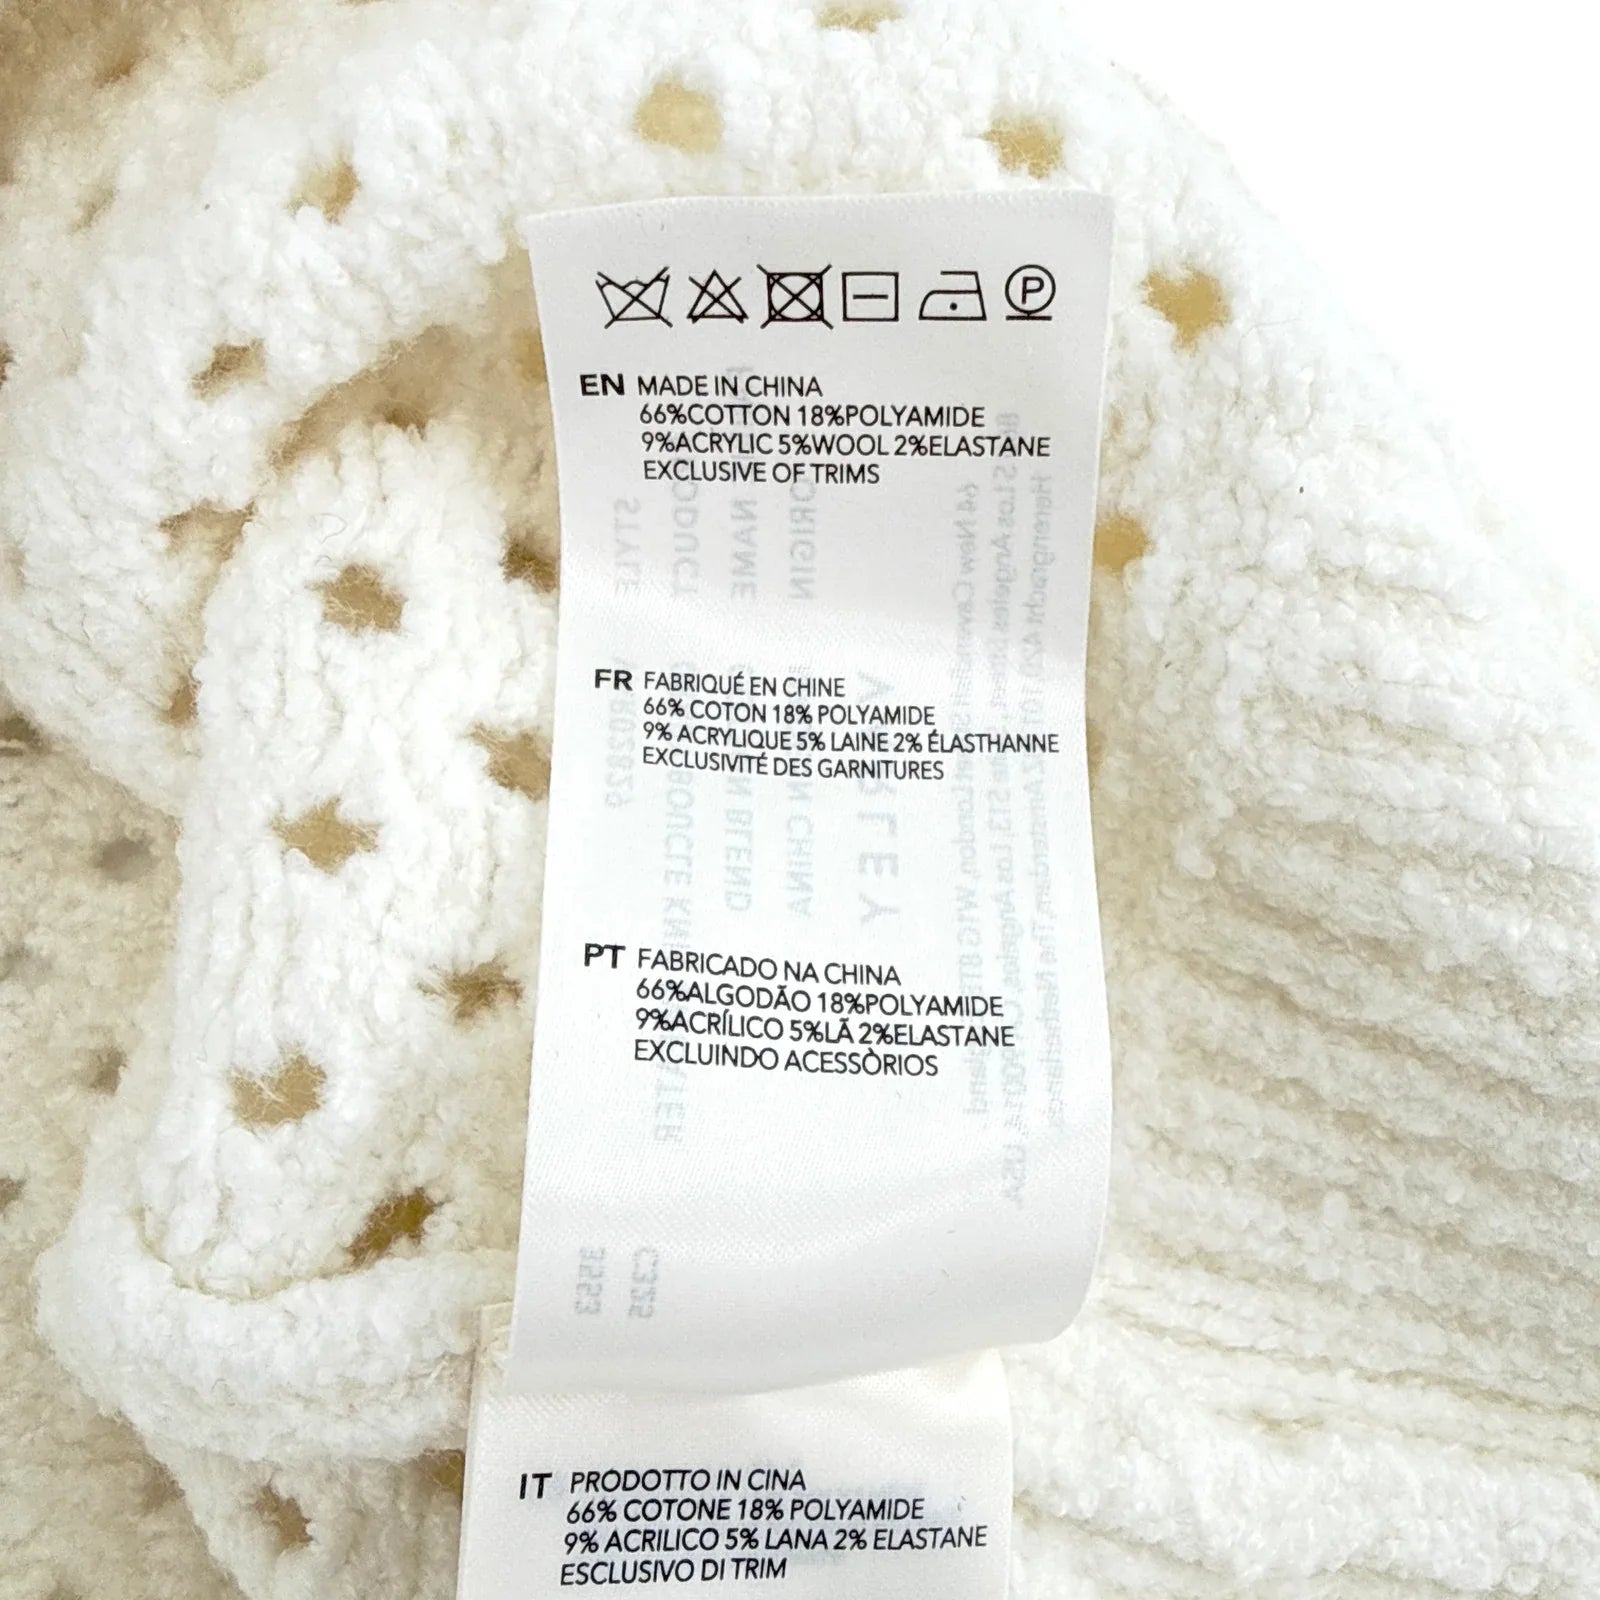 P
EN MADE IN CHINA
66%COTTON 18%POLYAMIDE
9%ACRYLIC 5%WOOL 2%ELASTANE
EXCLUSIVE OF TRIMS
FR FABRIQUÉ EN CHINE
66% COTON 18% POLYAMIDE
9% ACRYLIQUE 5% LAINE 2% ÉLASTHANNE
EXCLUSIVITÉ DES GARNITURES
PT FABRICADO NA CHINA
66%ALGODÃO 18%POLYAMIDE
9%ACRÍLICO 5%LÃ 2%ELASTANE
EXCLUINDO ACESSÒRIOS
C325
3553
IT PRODOTTO IN CINA
66% COTONE 18% POLYAMIDE
9% ACRILICO 5% LANA 2% ELASTANE
ESCLUSIVO DI TRIM